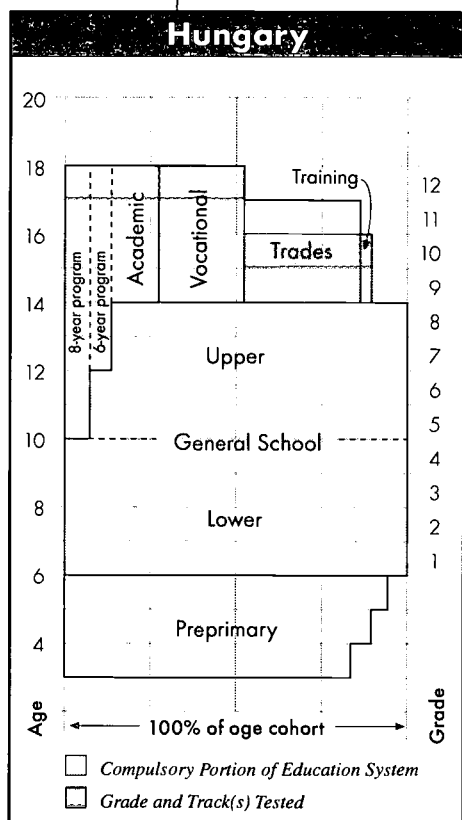 Hungary
20
18
16
14
12
10
8
6
4
Age
12
11
10
9
8
7
6
5
4
3
2
1
Grade
8-year program
6-year program
Academic
Vocational
Training
Trades
Upper
General School
Lower
Preprimary
100% of age cohort
Compulsory Portion of Education System
Grade and Track(s) Tested